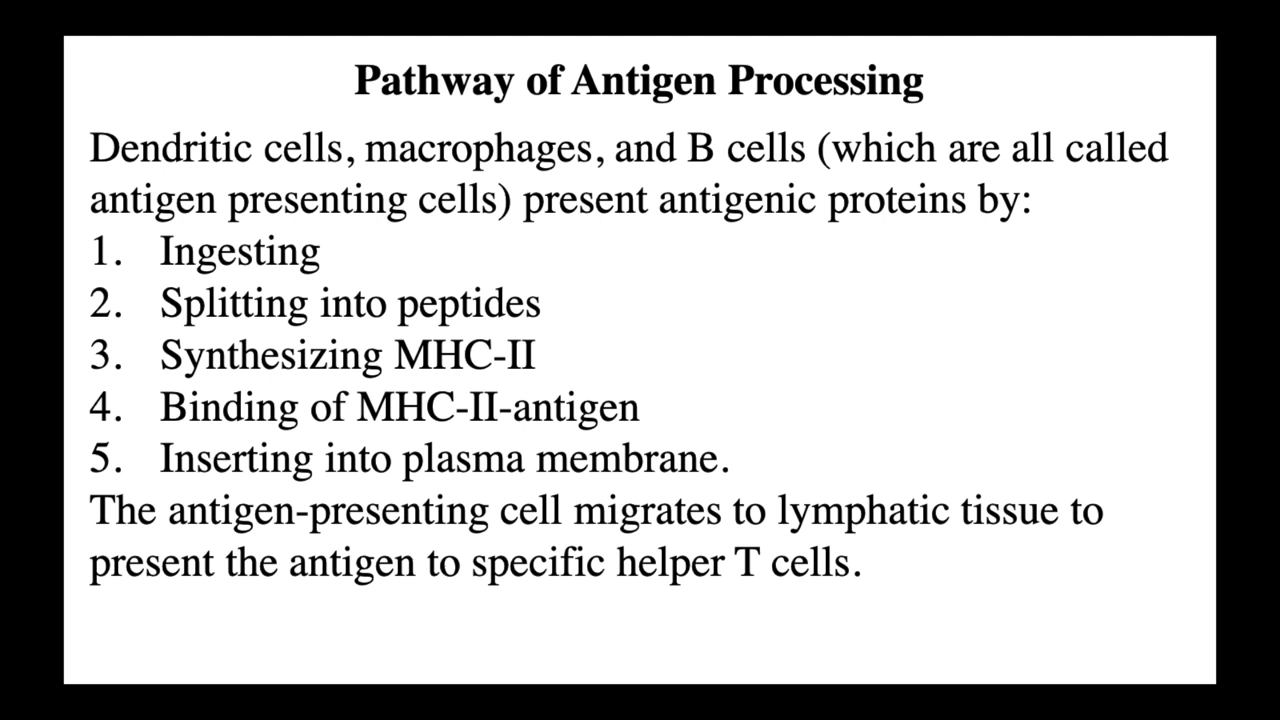 Pathway of Antigen Processing
Dendritic cells, macrophages, and B cells (which are all called
antigen presenting cells) present antigenic proteins by:
1. Ingesting
2. Splitting into peptides
3. Synthesizing MHC-II
4. Binding of MHC-II-antigen
5. Inserting into plasma membrane.
The antigen-presenting cell migrates to lymphatic tissue to
present the antigen to specific helper T cells.